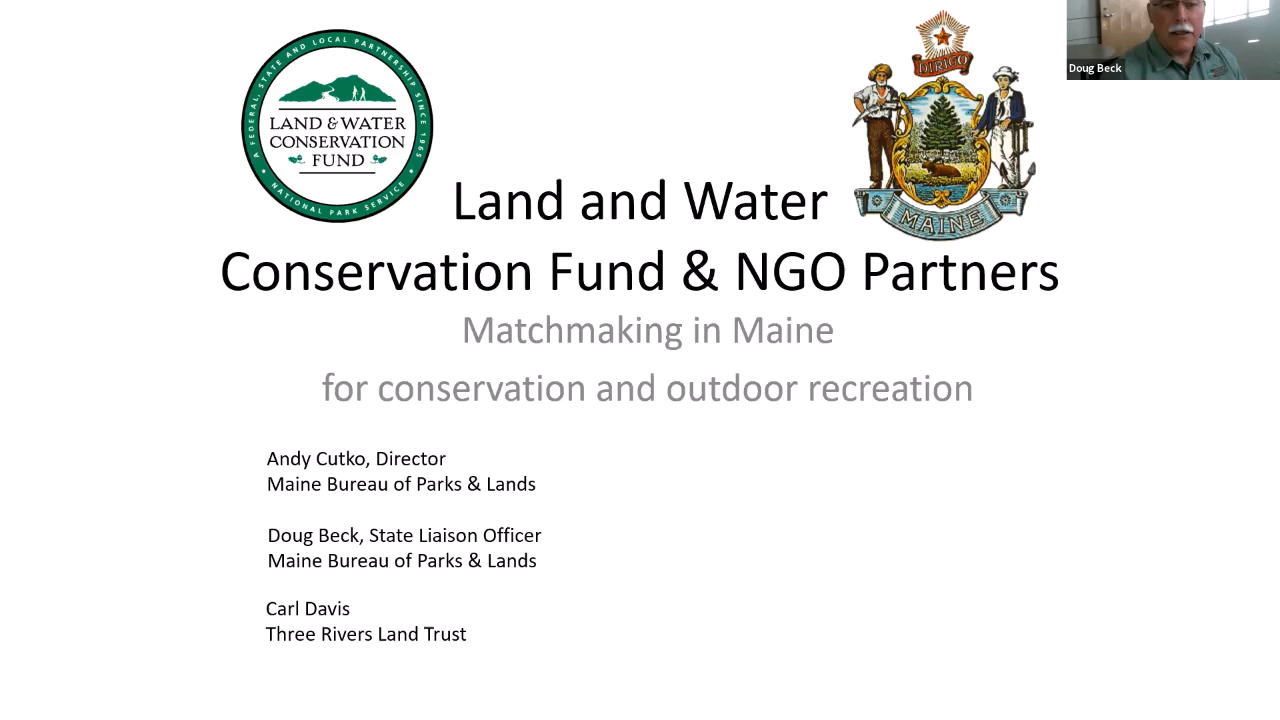 A FEDERAL, STATE AND LOCAL PARTNERSHIP SINCE 1965
LAND & WATER
CONSERVATION
FUND
NATIONAL PARK SERVICE
DIRIGO
MAINE
Doug Beck
Land and Water
Conservation Fund & NGO Partners
Matchmaking in Maine
for conservation and outdoor recreation
Andy Cutko, Director
Maine Bureau of Parks & Lands
Doug Beck, State Liaison Officer
Maine Bureau of Parks & Lands
Carl Davis
Three Rivers Land Trust